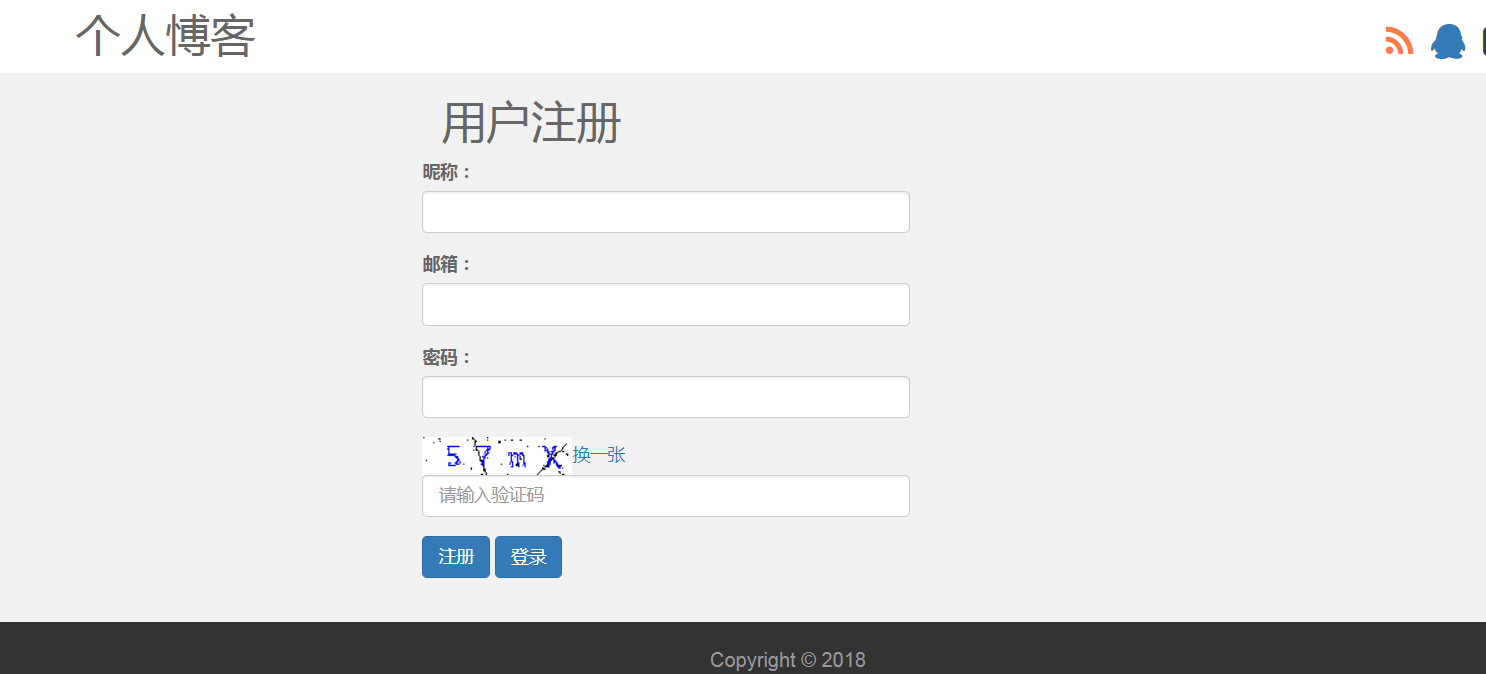 个人愽客
用户注册
昵称：
邮箱：
密码：
5 7 m X 换一张
请输入验证码
注册 登录
Copyright © 2018